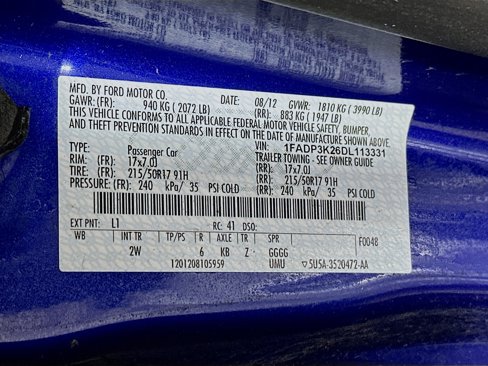 MFD. BY FORD MOTOR CO. DATE: 08/12 GVWR: 1810 KG ( 3990 LB)
GAWR: (FR): 940 KG ( 2072 LB) (RR): 883 KG ( 1947 LB)
THIS VEHICLE CONFORMS TO ALL APPLICABLE FEDERAL MOTOR VEHICLE SAFETY, BUMPER,
AND THEFT PREVENTION STANDARDS IN EFFECT ON THE DATE OF MANUFACTURE SHOWN ABOVE.
VIN: 1FADP3K26DL113331
TYPE: Passenger Car TRAILER TOWING - SEE OWNER GUIDE
RIM: (FR): 17x7.0J (RR): 17x7.0J
TIRE: (FR): 215/50R17 91H (RR): 215/50R17 91H
PRESSURE: (FR): 240 kPa/ 35 PSI COLD (RR): 240 kPa/ 35 PSI COLD
EXT PNT: L1 RC: 41 DSO: F0048
WB INT TR TP/PS R AXLE TR SPR
2W 6 KB Z GGGG
1201208105959 UMU 5U5A-3520472-AA